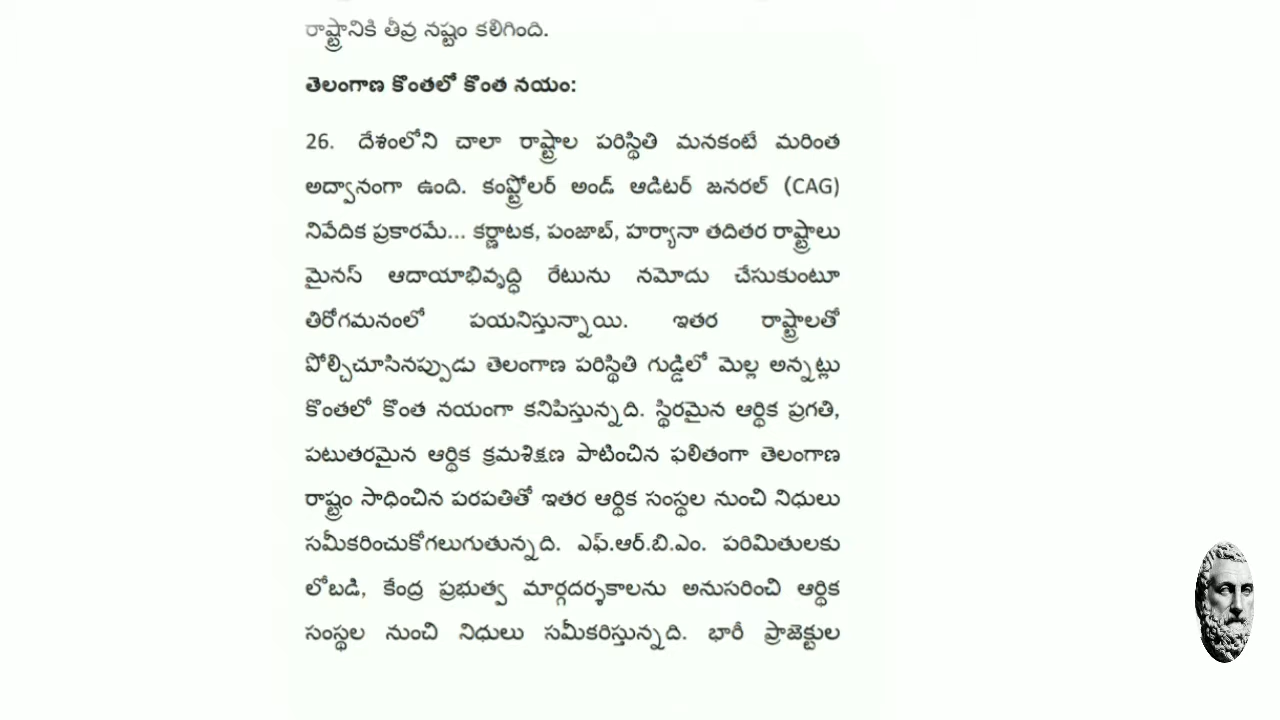 రాష్ట్రానికి తీవ్ర నష్టం కలిగింది.
తెలంగాణ కొంతలో కొంత నయం:
26. దేశంలోని చాలా రాష్ట్రాల పరిస్థితి మనకంటే మరింత
అద్వానంగా ఉంది. కంప్ట్రోలర్ అండ్ ఆడిటర్ జనరల్ (CAG)
నివేదిక ప్రకారమే... కర్ణాటక, పంజాబ్, హర్యానా తదితర రాష్ట్రాలు
మైనస్ ఆదాయాభివృద్ధి రేటును నమోదు చేసుకుంటూ
తిరోగమనంలో పయనిస్తున్నాయి. ఇతర రాష్ట్రాలతో
పోల్చిచూసినప్పుడు తెలంగాణ పరిస్థితి గుడ్డిలో మెల్ల అన్నట్లు
కొంతలో కొంత నయంగా కనిపిస్తున్నది. స్థిరమైన ఆర్థిక ప్రగతి,
పటుతరమైన ఆర్థిక క్రమశిక్షణ పాటించిన ఫలితంగా తెలంగాణ
రాష్ట్రం సాధించిన పరపతితో ఇతర ఆర్థిక సంస్థల నుంచి నిధులు
సమీకరించుకోగలుగుతున్నది. ఎఫ్.ఆర్.బి.ఎం. పరిమితులకు
లోబడి, కేంద్ర ప్రభుత్వ మార్గదర్శకాలను అనుసరించి ఆర్థిక
సంస్థల నుంచి నిధులు సమీకరిస్తున్నది. భారీ ప్రాజెక్టుల